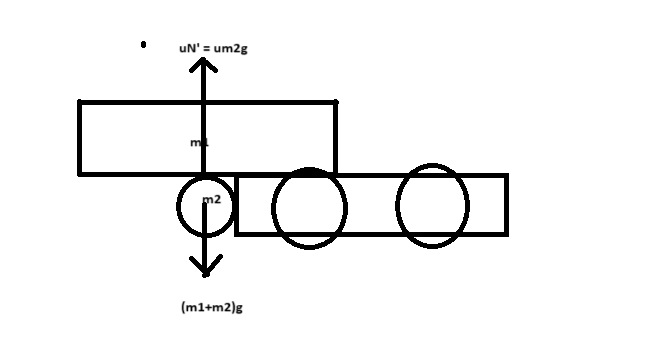 uN' = um2g
m1
m2
(m1+m2)g